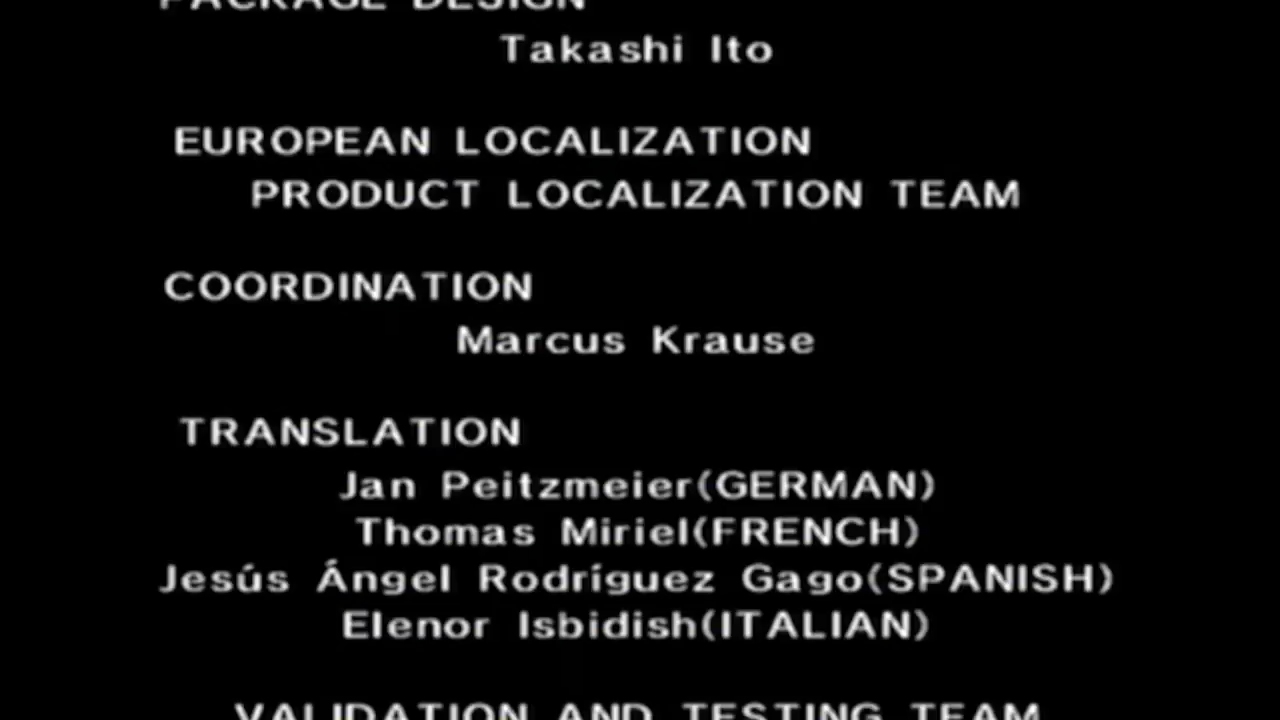 PACKAGE DESIGN
Takashi Ito
EUROPEAN LOCALIZATION
PRODUCT LOCALIZATION TEAM
COORDINATION
Marcus Krause
TRANSLATION
Jan Peitzmeier(GERMAN)
Thomas Miriel(FRENCH)
Jesús Ángel Rodríguez Gago(SPANISH)
Elenor Isbidish(ITALIAN)
VALIDATION AND TESTING TEAM